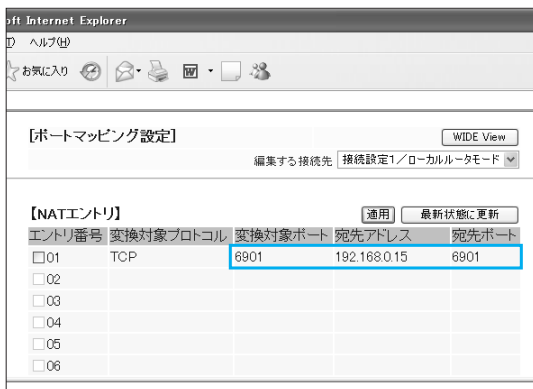 oft Internet Explorer
ヘルプ(H)
お気に入り
[ポートマッピング設定]
WIDE View
編集する接続先 接続設定1/ローカルルータモード
【NATエントリ】
適用 最新状態に更新
エントリ番号 変換対象プロトコル 変換対象ポート 宛先アドレス 宛先ポート
01 TCP 6901 192.168.0.15 6901
02
03
04
05
06